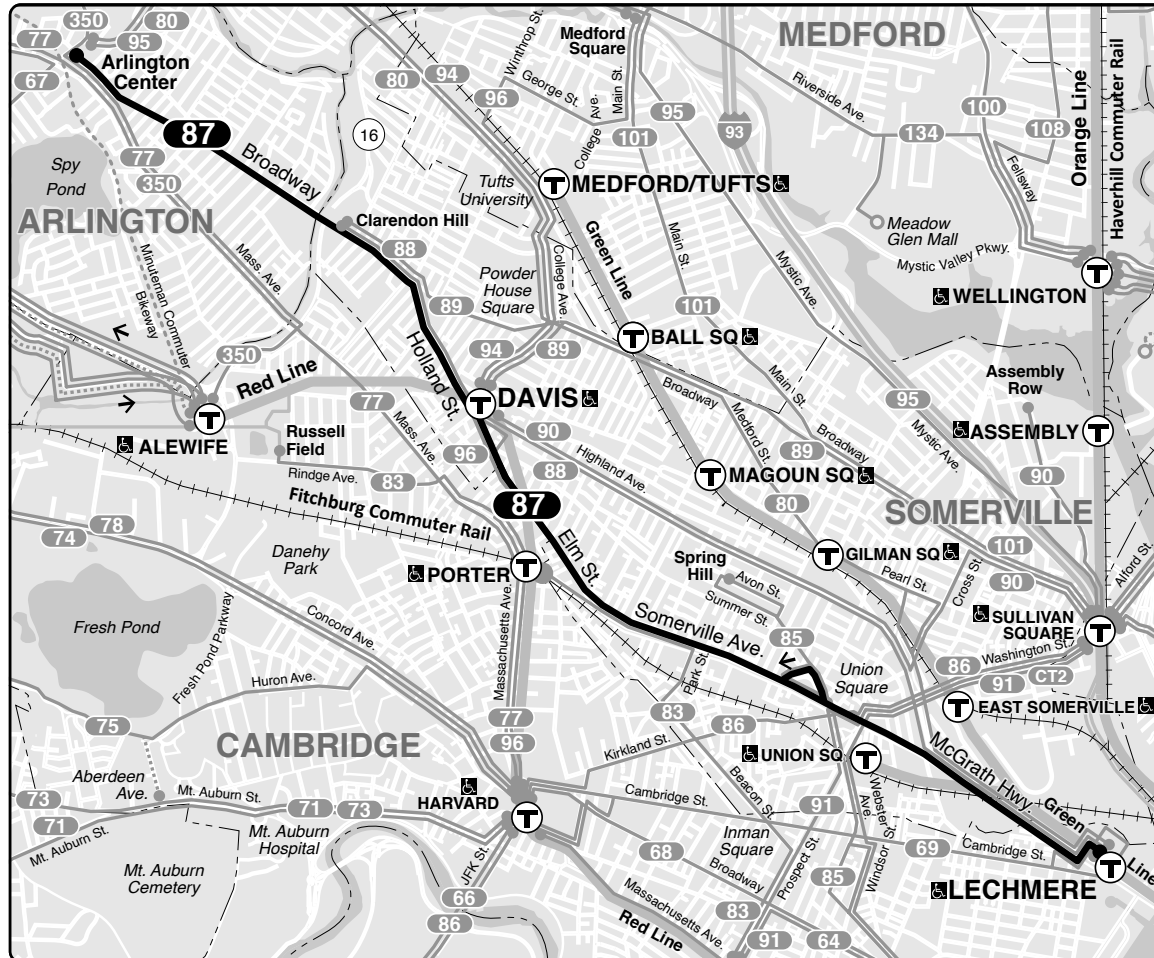 350
80
77
95
Arlington
Center
67
87
Broadway
77
350
Spy
Pond
ARLINGTON
Minuteman Commuter
Bikeway
Mass. Ave.
16
Clarendon Hill
88
89
80
94
Winthrop St.
96
George St.
Medford
Square
Main St.
College Ave.
101
95
93
MEDFORD
Riverside Ave.
134
100
108
Fellsway
Orange Line
Haverhill Commuter Rail
Tufts
University
T
MEDFORD/TUFTS
Green Line
Main St.
Meadow
Glen Mall
Mystic Valley Pkwy.
T
WELLINGTON
Powder
House
Square
College Ave.
101
Mystic Ave.
T
BALL SQ
94
89
Holland St.
350
Red Line
77
T
DAVIS
Broadway
Main St.
95
Assembly
Row
T
ALEWIFE
Russell
Field
Mass. Ave.
96
90
88
Highland Ave.
Medford St.
89
Broadway
Mystic Ave.
ASSEMBLY
T
90
Rindge Ave.
83
87
T
MAGOUN SQ
80
SOMERVILLE
Fitchburg Commuter Rail
78
74
Danehy
Park
PORTER
T
Elm St.
Spring
Hill
Avon St.
Summer St.
T
GILMAN SQ
Pearl St.
Cross St.
101
90
Alford St.
SULLIVAN
SQUARE
T
Fresh Pond
Fresh Pond Parkway
Concord Ave.
Massachusetts Ave.
Somerville Ave.
85
Union
Square
86
Washington St.
91
CT2
Huron Ave.
Park St.
83
86
T
EAST SOMERVILLE
75
CAMBRIDGE
77
96
Kirkland St.
UNION SQ
T
McGrath Hwy.
Aberdeen
Ave.
Mt. Auburn St.
73
71
71
73
Mt. Auburn St.
Mt. Auburn
Hospital
HARVARD
T
Cambridge St.
Beacon St.
91
Webster
Ave.
Windsor St.
Green
Line
Mt. Auburn
Cemetery
JFK St.
66
86
Massachusetts Ave.
Red Line
68
Broadway
Inman
Square
Prospect St.
85
69
Cambridge St.
T
LECHMERE
83
91
64